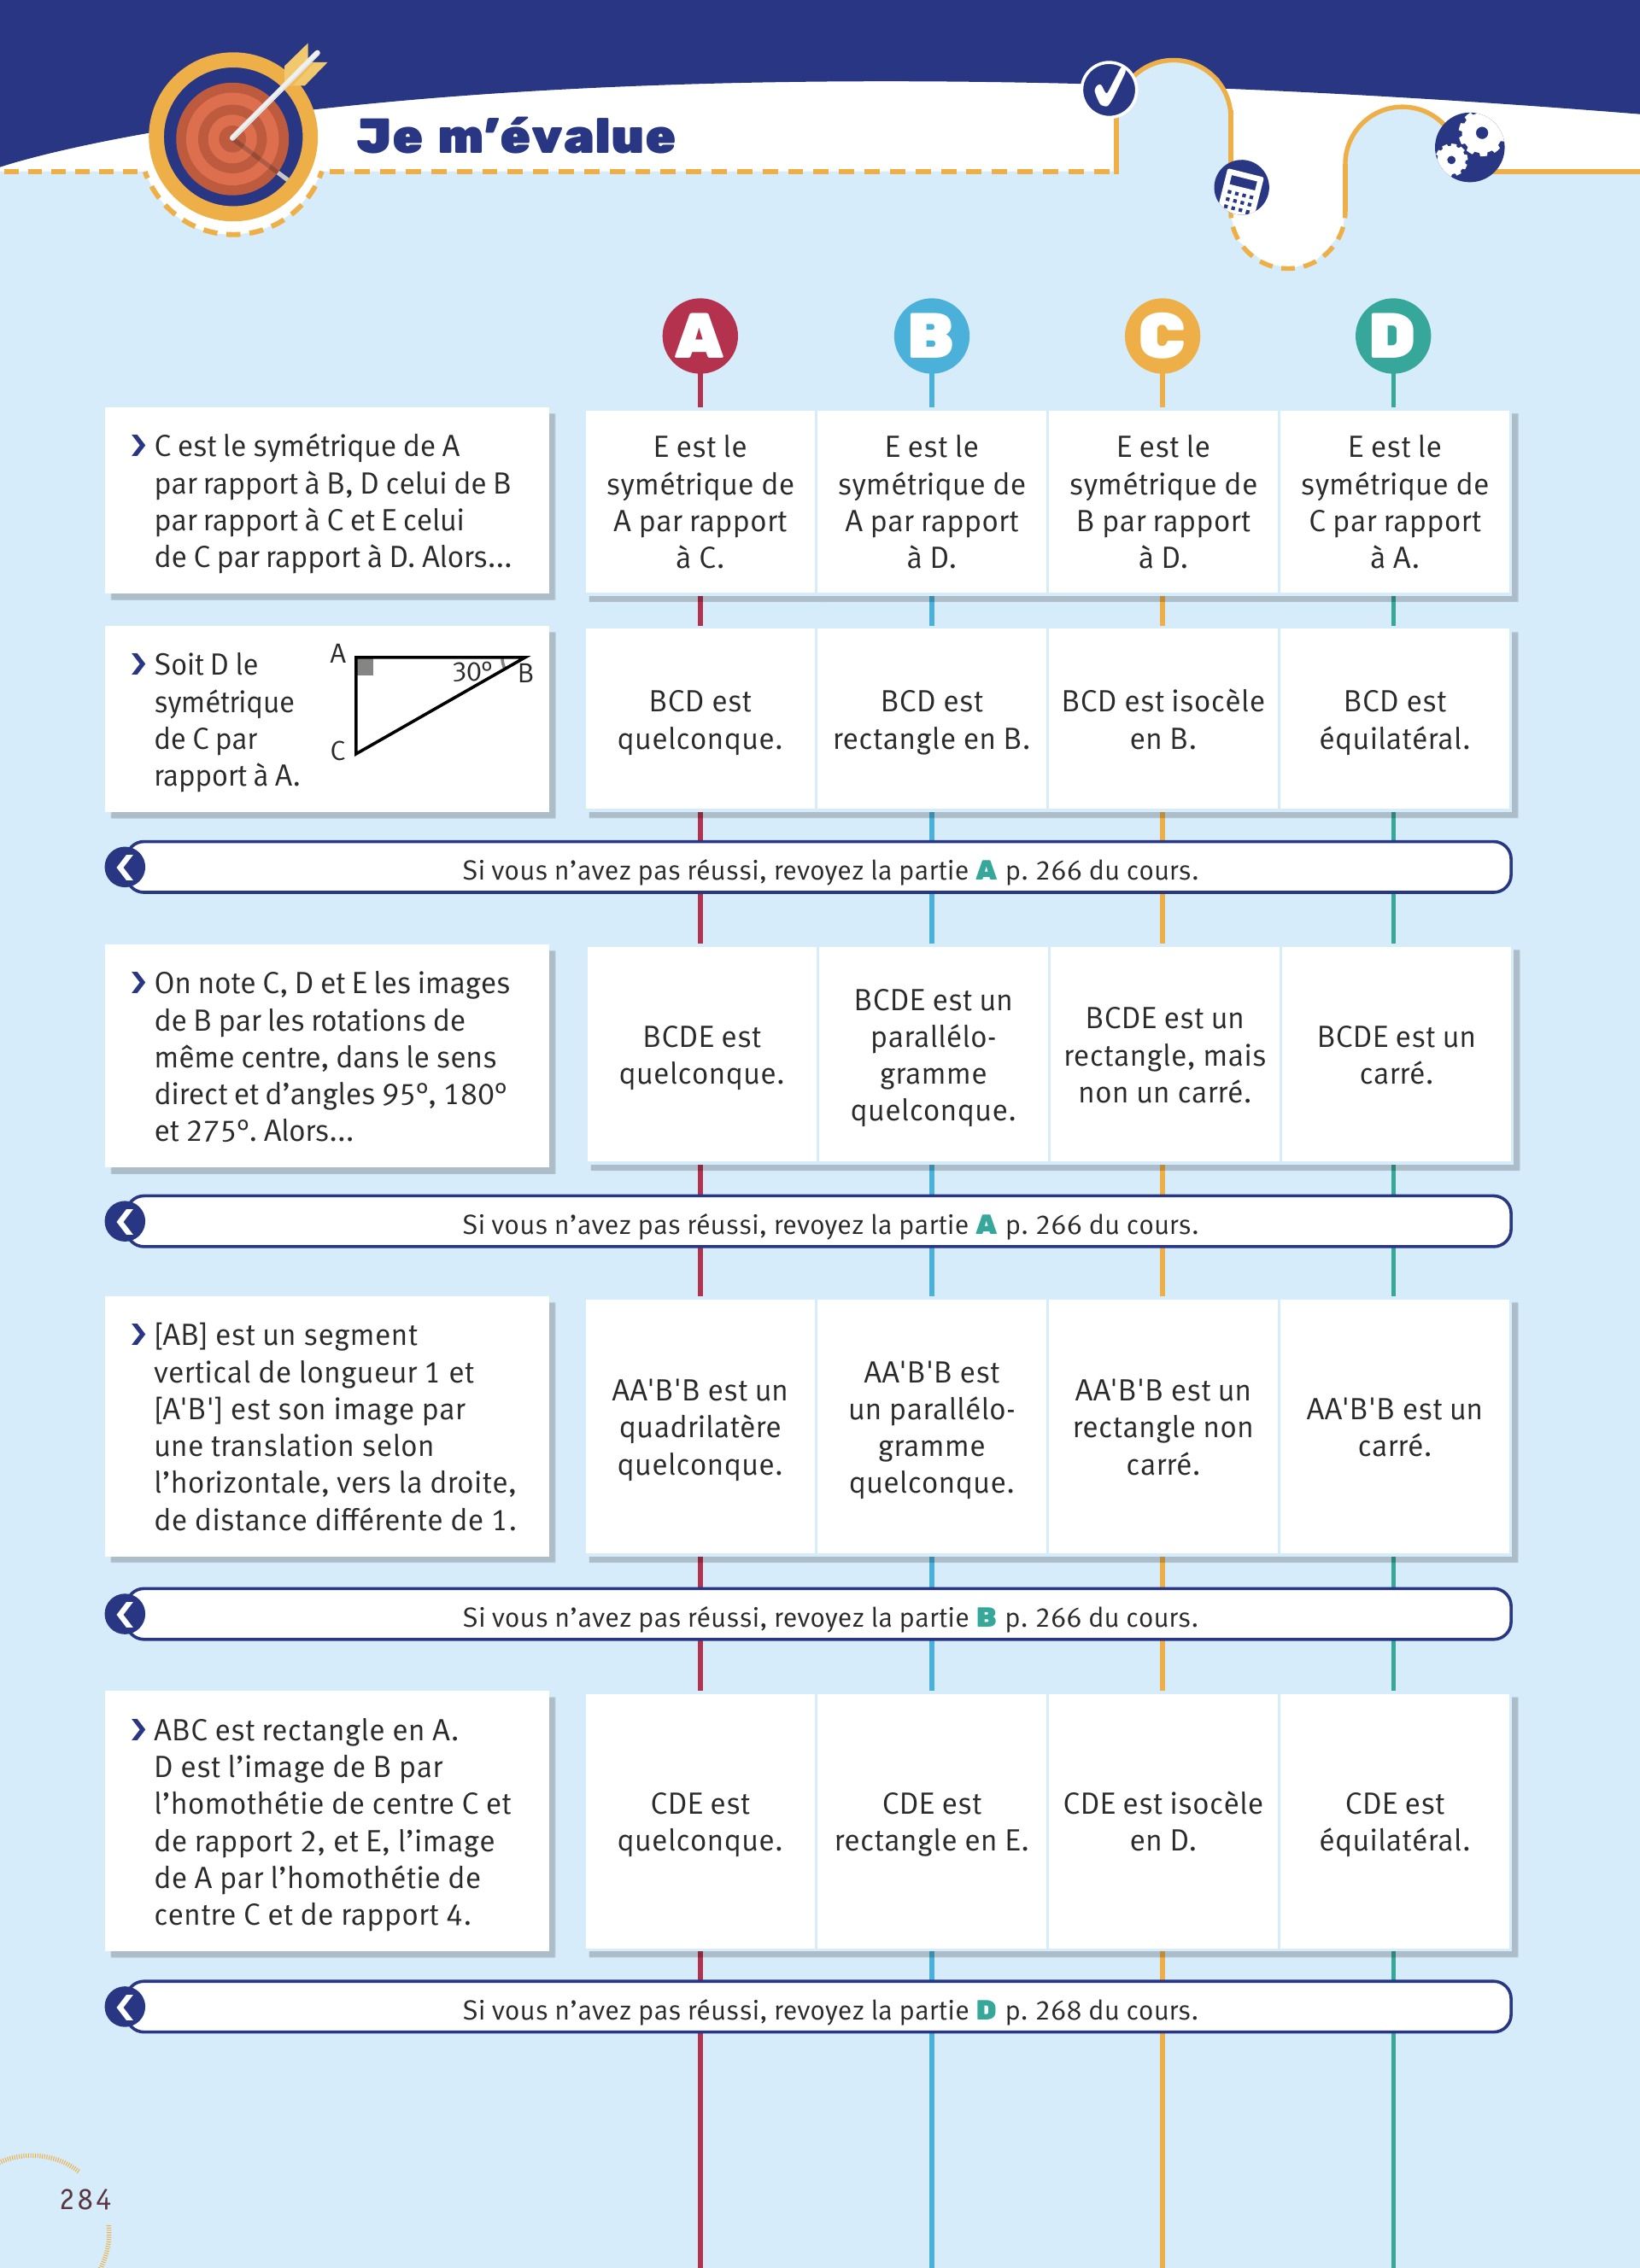 Je m'évalue
A
B
C
D
› C est le symétrique de A
par rapport à B, D celui de B
par rapport à C et E celui
de C par rapport à D. Alors...
E est le
symétrique de
A par rapport
à C.
E est le
symétrique de
A par rapport
à D.
E est le
symétrique de
B par rapport
à D.
E est le
symétrique de
C par rapport
à A.
› Soit D le
symétrique
de C par
rapport à A.
A
30°
B
C
BCD est
quelconque.
BCD est
rectangle en B.
BCD est isocèle
en B.
BCD est
équilatéral.
Si vous n'avez pas réussi, revoyez la partie A p. 266 du cours.
› On note C, D et E les images
de B par les rotations de
même centre, dans le sens
direct et d'angles 95°, 180°
et 275°. Alors...
BCDE est
quelconque.
BCDE est un
parallélo-
gramme
quelconque.
BCDE est un
rectangle, mais
non un carré.
BCDE est un
carré.
Si vous n'avez pas réussi, revoyez la partie A p. 266 du cours.
› [AB] est un segment
vertical de longueur 1 et
[A'B'] est son image par
une translation selon
l'horizontale, vers la droite,
de distance différente de 1.
AA'B'B est un
quadrilatère
quelconque.
AA'B'B est
un parallélo-
gramme
quelconque.
AA'B'B est un
rectangle non
carré.
AA'B'B est un
carré.
Si vous n'avez pas réussi, revoyez la partie B p. 266 du cours.
› ABC est rectangle en A.
D est l'image de B par
l'homothétie de centre C et
de rapport 2, et E, l'image
de A par l'homothétie de
centre C et de rapport 4.
CDE est
quelconque.
CDE est
rectangle en E.
CDE est isocèle
en D.
CDE est
équilatéral.
Si vous n'avez pas réussi, revoyez la partie D p. 268 du cours.
284